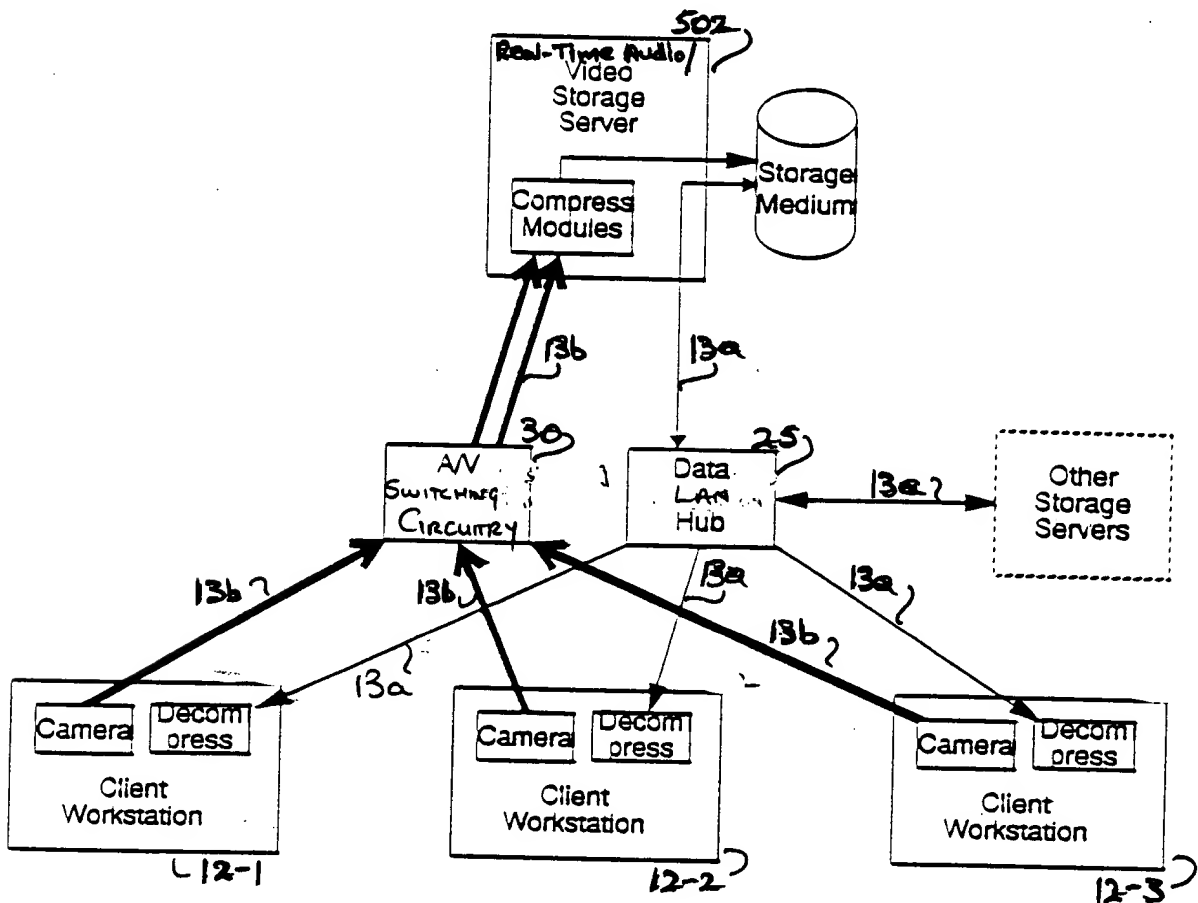 502
Real-Time Audio/
Video
Storage
Server
Compress
Modules
Storage
Medium
13b
13a
30
A/V
SWITCHING
CIRCUITRY
25
Data
LAN
Hub
13a
Other
Storage
Servers
13b
13b
13a
13a
13b
13a
Camera
Decom
press
Client
Workstation
12-1
Camera
Decom
press
Client
Workstation
12-2
Camera
Decom
press
Client
Workstation
12-3